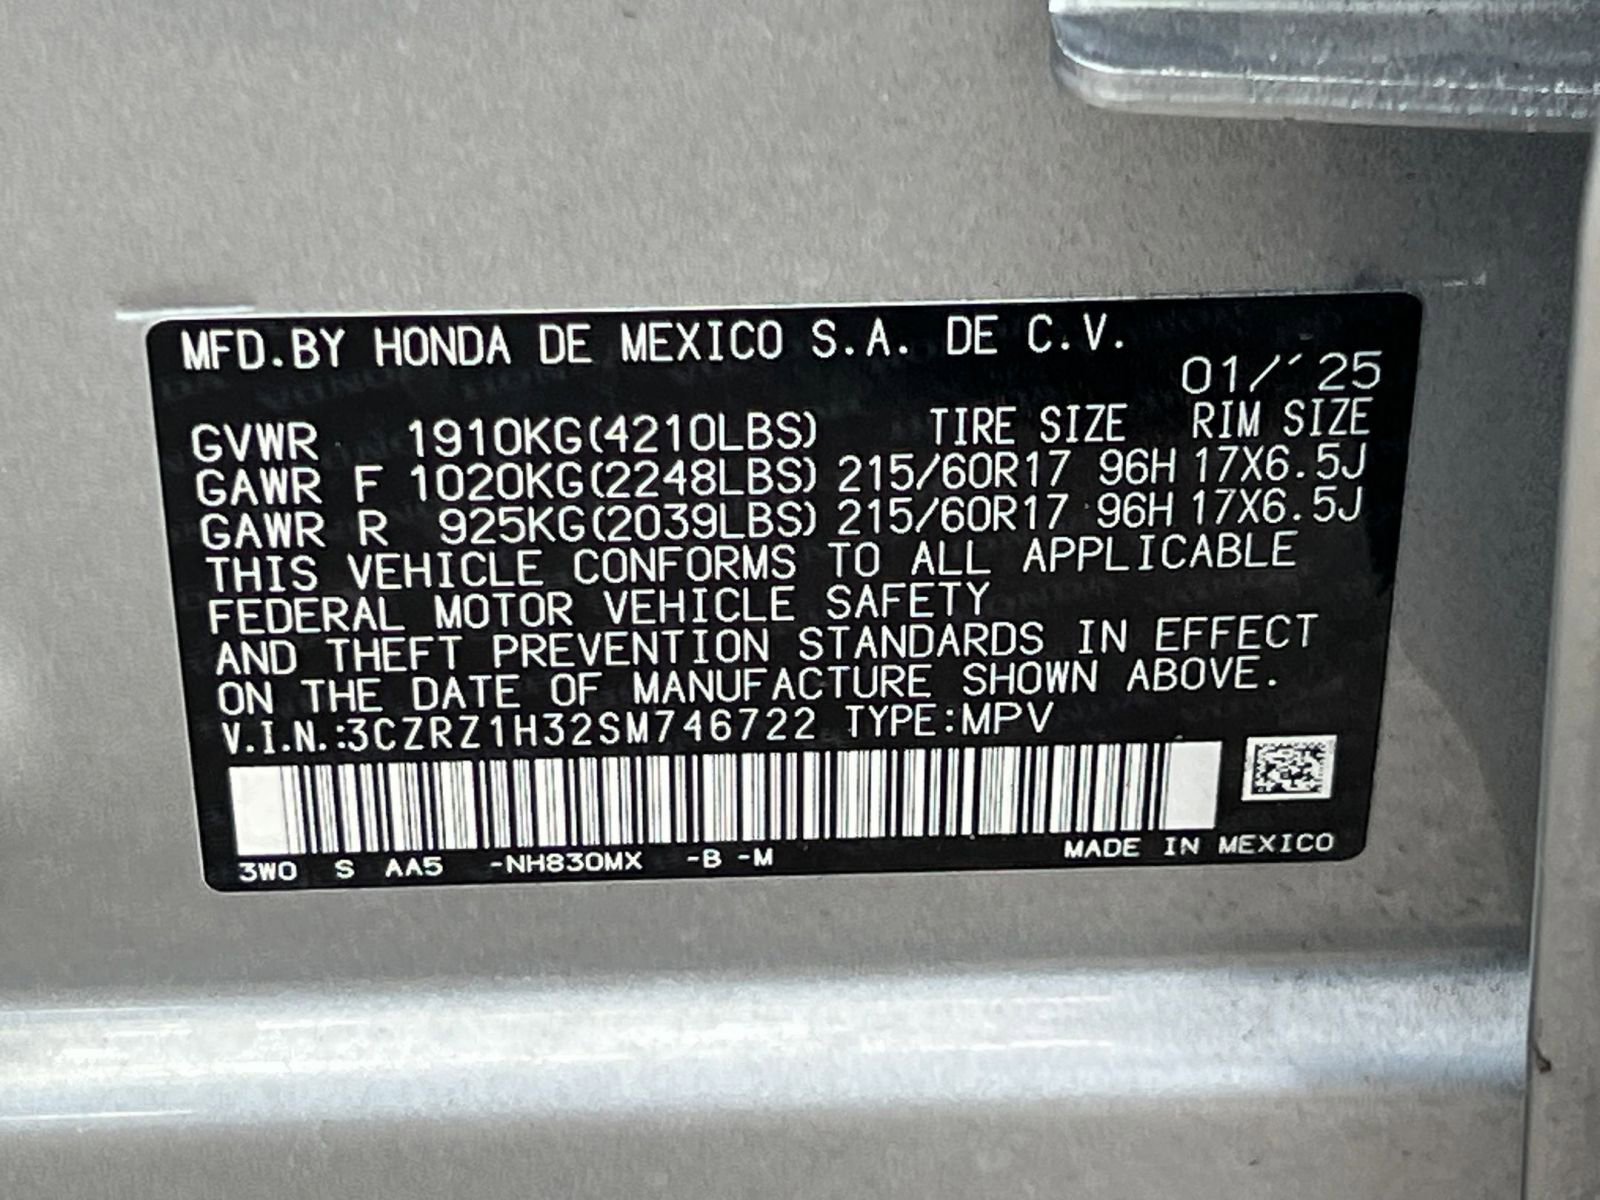 MFD.BY HONDA DE MEXICO S.A. DE C.V.
01/'25
GVWR 1910KG(4210LBS) TIRE SIZE RIM SIZE
GAWR F 1020KG(2248LBS) 215/60R17 96H 17X6.5J
GAWR R 925KG(2039LBS) 215/60R17 96H 17X6.5J
THIS VEHICLE CONFORMS TO ALL APPLICABLE
FEDERAL MOTOR VEHICLE SAFETY
AND THEFT PREVENTION STANDARDS IN EFFECT
ON THE DATE OF MANUFACTURE SHOWN ABOVE.
V.I.N.:3CZRZ1H32SM746722 TYPE:MPV
3W0 S AA5 -NH830MX -B -M MADE IN MEXICO